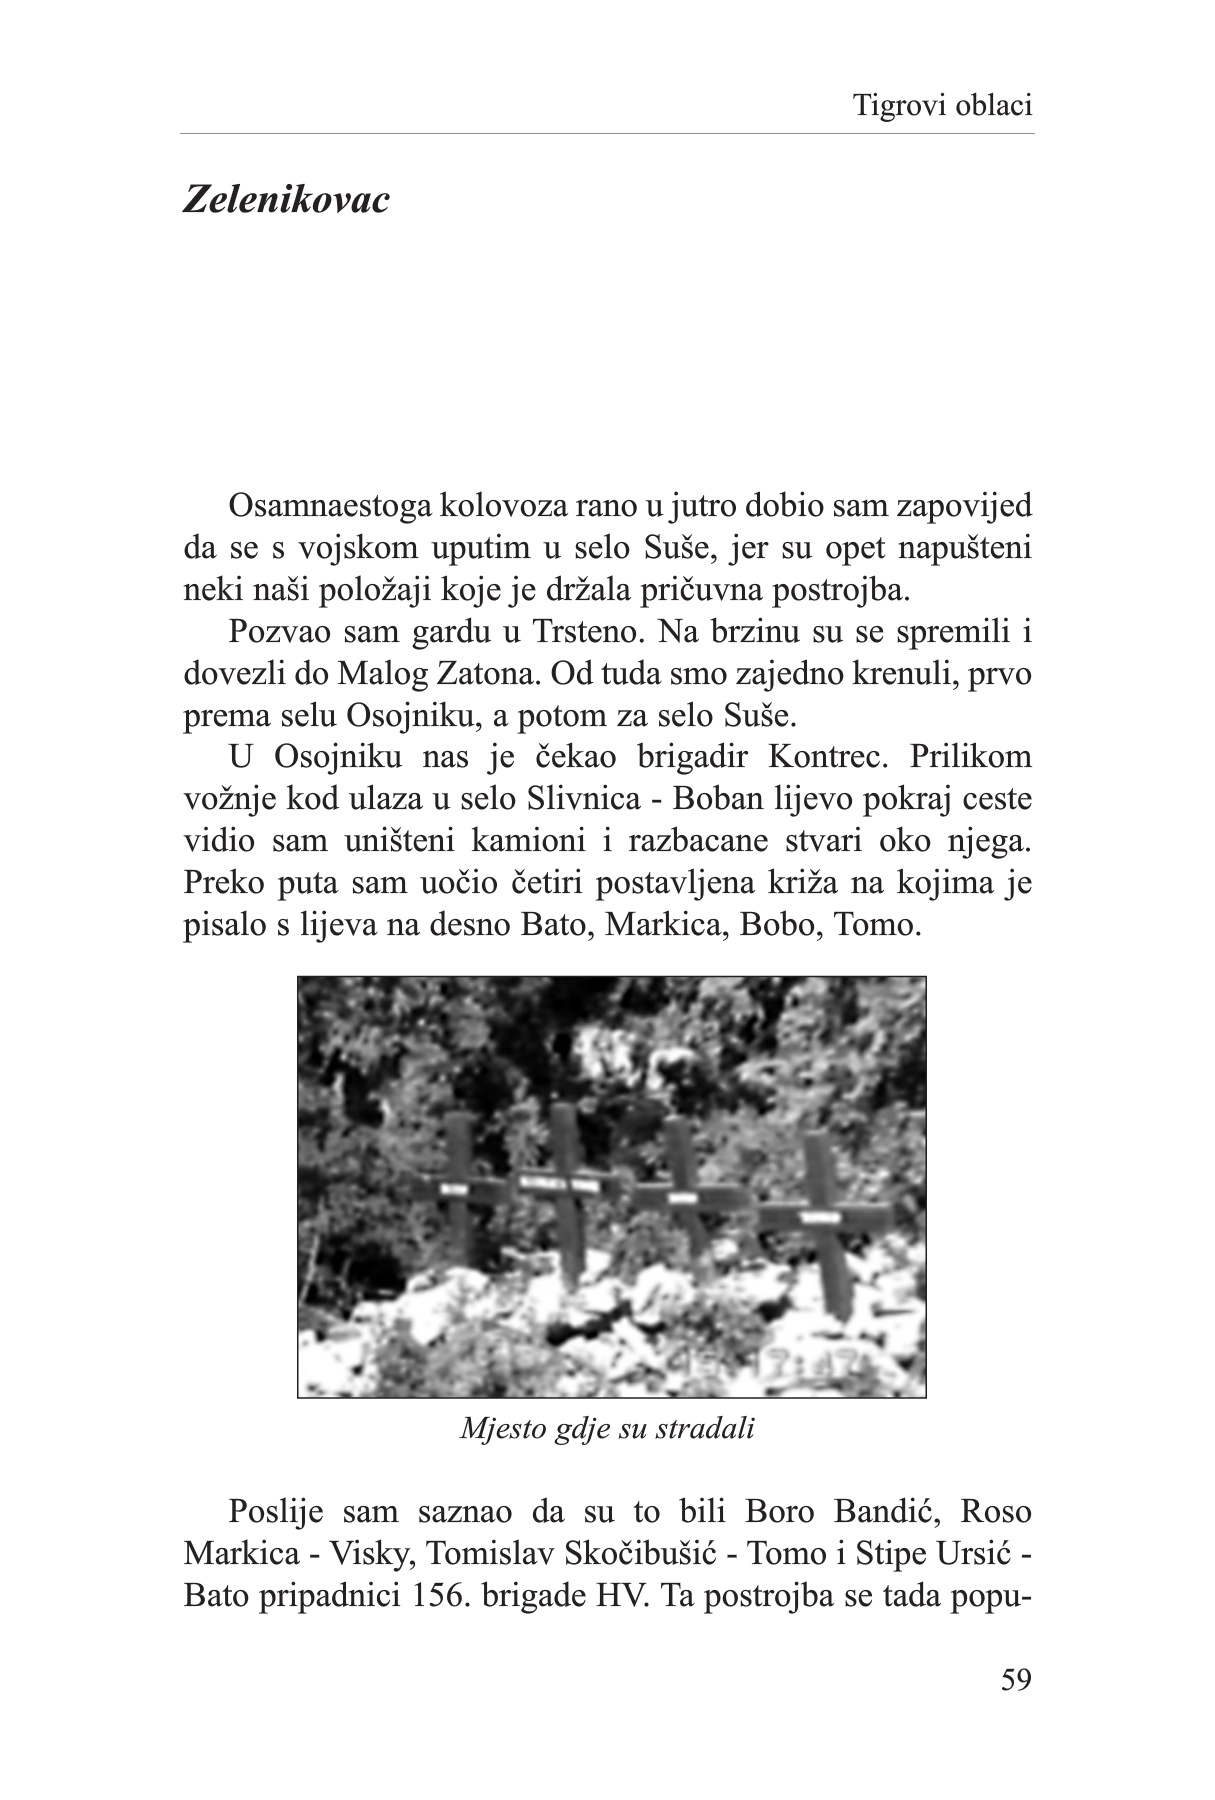 Tigrovi oblaci
Zelenikovac
Osamnaestoga kolovoza rano u jutro dobio sam zapovijed
da se s vojskom uputim u selo Suše, jer su opet napušteni
neki naši položaji koje je držala pričuvna postrojba.
Pozvao sam gardu u Trsteno. Na brzinu su se spremili i
dovezli do Malog Zatona. Od tuda smo zajedno krenuli, prvo
prema selu Osojniku, a potom za selo Suše.
U Osojniku nas je čekao brigadir Kontrec. Prilikom
vožnje kod ulaza u selo Slivnica - Boban lijevo pokraj ceste
vidio sam uništeni kamioni i razbacane stvari oko njega.
Preko puta sam uočio četiri postavljena križa na kojima je
pisalo s lijeva na desno Bato, Markica, Bobo, Tomo.
Mjesto gdje su stradali
Poslije sam saznao da su to bili Boro Bandić, Roso
Markica - Visky, Tomislav Skočibušić - Tomo i Stipe Ursić -
Bato pripadnici 156. brigade HV. Ta postrojba se tada popu-
59